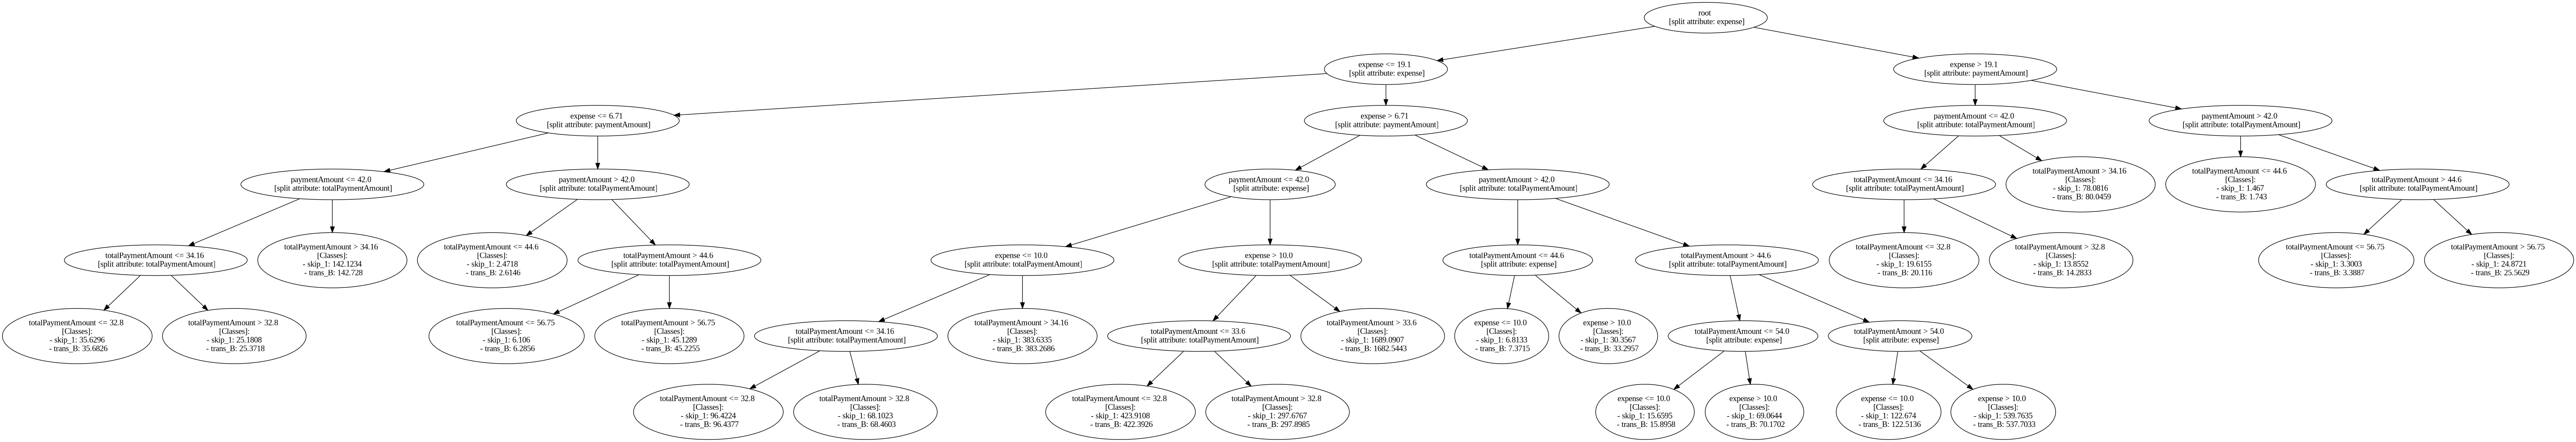 root
[split attribute: expense]
expense <= 19.1
[split attribute: expense]
expense > 19.1
[split attribute: paymentAmount]
expense <= 6.71
[split attribute: paymentAmount]
expense > 6.71
[split attribute: paymentAmount]
paymentAmount <= 42.0
[split attribute: totalPaymentAmount]
paymentAmount > 42.0
[split attribute: totalPaymentAmount]
paymentAmount <= 42.0
[split attribute: totalPaymentAmount]
paymentAmount > 42.0
[split attribute: totalPaymentAmount]
paymentAmount <= 42.0
[split attribute: expense]
paymentAmount > 42.0
[split attribute: totalPaymentAmount]
totalPaymentAmount <= 34.16
[split attribute: totalPaymentAmount]
totalPaymentAmount > 34.16
[Classes]:
- skip_1: 78.0816
- trans_B: 80.0459
totalPaymentAmount <= 44.6
[Classes]:
- skip_1: 1.467
- trans_B: 1.743
totalPaymentAmount > 44.6
[split attribute: totalPaymentAmount]
totalPaymentAmount <= 34.16
[split attribute: totalPaymentAmount]
totalPaymentAmount > 34.16
[Classes]:
- skip_1: 142.1234
- trans_B: 142.728
totalPaymentAmount <= 44.6
[Classes]:
- skip_1: 2.4718
- trans_B: 2.6146
totalPaymentAmount > 44.6
[split attribute: totalPaymentAmount]
expense <= 10.0
[split attribute: totalPaymentAmount]
expense > 10.0
[split attribute: totalPaymentAmount]
totalPaymentAmount <= 44.6
[split attribute: expense]
totalPaymentAmount > 44.6
[split attribute: totalPaymentAmount]
totalPaymentAmount <= 32.8
[Classes]:
- skip_1: 19.6155
- trans_B: 20.116
totalPaymentAmount > 32.8
[Classes]:
- skip_1: 13.8552
- trans_B: 14.2833
totalPaymentAmount <= 56.75
[Classes]:
- skip_1: 3.3003
- trans_B: 3.3887
totalPaymentAmount > 56.75
[Classes]:
- skip_1: 24.8721
- trans_B: 25.5629
totalPaymentAmount <= 32.8
[Classes]:
- skip_1: 35.6296
- trans_B: 35.6826
totalPaymentAmount > 32.8
[Classes]:
- skip_1: 25.1808
- trans_B: 25.3718
totalPaymentAmount <= 56.75
[Classes]:
- skip_1: 6.106
- trans_B: 6.2856
totalPaymentAmount > 56.75
[Classes]:
- skip_1: 45.1289
- trans_B: 45.2255
totalPaymentAmount <= 34.16
[split attribute: totalPaymentAmount]
totalPaymentAmount > 34.16
[Classes]:
- skip_1: 383.6335
- trans_B: 383.2686
totalPaymentAmount <= 33.6
[split attribute: totalPaymentAmount]
totalPaymentAmount > 33.6
[Classes]:
- skip_1: 1689.0907
- trans_B: 1682.5443
expense <= 10.0
[Classes]:
- skip_1: 6.8133
- trans_B: 7.3715
expense > 10.0
[Classes]:
- skip_1: 30.3567
- trans_B: 33.2957
totalPaymentAmount <= 54.0
[split attribute: expense]
totalPaymentAmount > 54.0
[split attribute: expense]
totalPaymentAmount <= 32.8
[Classes]:
- skip_1: 96.4224
- trans_B: 96.4377
totalPaymentAmount > 32.8
[Classes]:
- skip_1: 68.1023
- trans_B: 68.4603
totalPaymentAmount <= 32.8
[Classes]:
- skip_1: 423.9108
- trans_B: 422.3926
totalPaymentAmount > 32.8
[Classes]:
- skip_1: 297.6767
- trans_B: 297.8985
expense <= 10.0
[Classes]:
- skip_1: 15.6595
- trans_B: 15.8958
expense > 10.0
[Classes]:
- skip_1: 69.0644
- trans_B: 70.1702
expense <= 10.0
[Classes]:
- skip_1: 122.674
- trans_B: 122.5136
expense > 10.0
[Classes]:
- skip_1: 539.7635
- trans_B: 537.7033